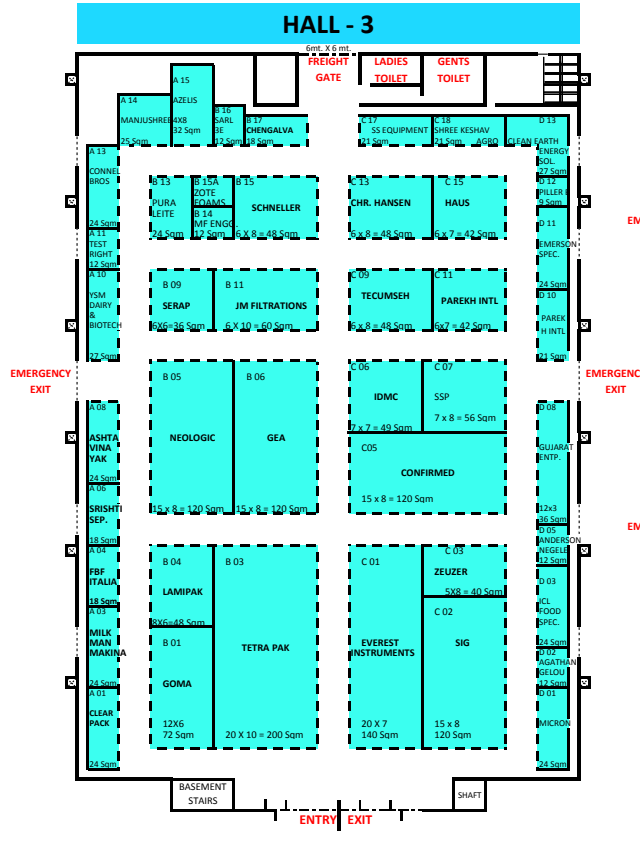 HALL - 3
6mt. X 6 mt.
FREIGHT
GATE
LADIES
TOILET
GENTS
TOILET
A 15
AZELIS
4X8
32 Sqm
A 14
MANJUSHREE
25 Sqm
B 16
SARL
3E
12 Sqm
B 17
CHENGALVA
18 Sqm
C 17
SS EQUIPMENT
21 Sqm
C 18
SHREE KESHAV
21 Sqm
AGRO
D 13
CLEAN EARTH
ENERGY
SOL.
27 Sqm
A 13
CONNEL
BROS
24 Sqm
B 13
PURA
LEITE
24 Sqm
B 15A
ZOTE
FOAMS
B 14
MF ENGG.
12 Sqm
B 15
SCHNELLER
6 X 8 = 48 Sqm
C 13
CHR. HANSEN
6 x 8 = 48 Sqm
C 15
HAUS
6 x 7 = 42 Sqm
D 12
PILLER
9 Sqm
D 11
EMERSON
SPEC.
24 Sqm
A 11
TEST
RIGHT
12 Sqm
A 10
YSM
DAIRY
&
BIOTECH
27 Sqm
B 09
SERAP
6X6=36 Sqm
B 11
JM FILTRATIONS
6 X 10 = 60 Sqm
C 09
TECUMSEH
6 x 8 = 48 Sqm
C 11
PAREKH INTL
6x7 = 42 Sqm
D 10
PAREK
H INTL
21 Sqm
EM
EMERGENCY
EXIT
B 05
NEOLOGIC
15 x 8 = 120 Sqm
B 06
GEA
15 x 8 = 120 Sqm
C 06
IDMC
7 x 7 = 49 Sqm
C 07
SSP
7 x 8 = 56 Sqm
C05
CONFIRMED
15 x 8 = 120 Sqm
EMERGENC
EXIT
A 08
ASHTA
VINA
YAK
24 Sqm
A 06
SRISHTI
SEP.
18 Sqm
D 08
GUJARAT
ENTP.
12x3
36 Sqm
D 05
ANDERSON
NEGELE
12 Sqm
EM
A 04
FBF
ITALIA
18 Sqm
A 03
MILK
MAN
MAKINA
24 Sqm
A 01
CLEAR
PACK
24 Sqm
B 04
LAMIPAK
8X6=48 Sqm
B 01
GOMA
12X6
72 Sqm
B 03
TETRA PAK
20 X 10 = 200 Sqm
C 01
EVEREST
INSTRUMENTS
20 X 7
140 Sqm
C 03
ZEUZER
5X8 = 40 Sqm
C 02
SIG
15 x 8
120 Sqm
D 03
ICL
FOOD
SPEC.
24 Sqm
D 02
AGATHAN
GELOU
12 Sqm
D 01
MICRON
24 Sqm
BASEMENT
STAIRS
SHAFT
ENTRY
EXIT